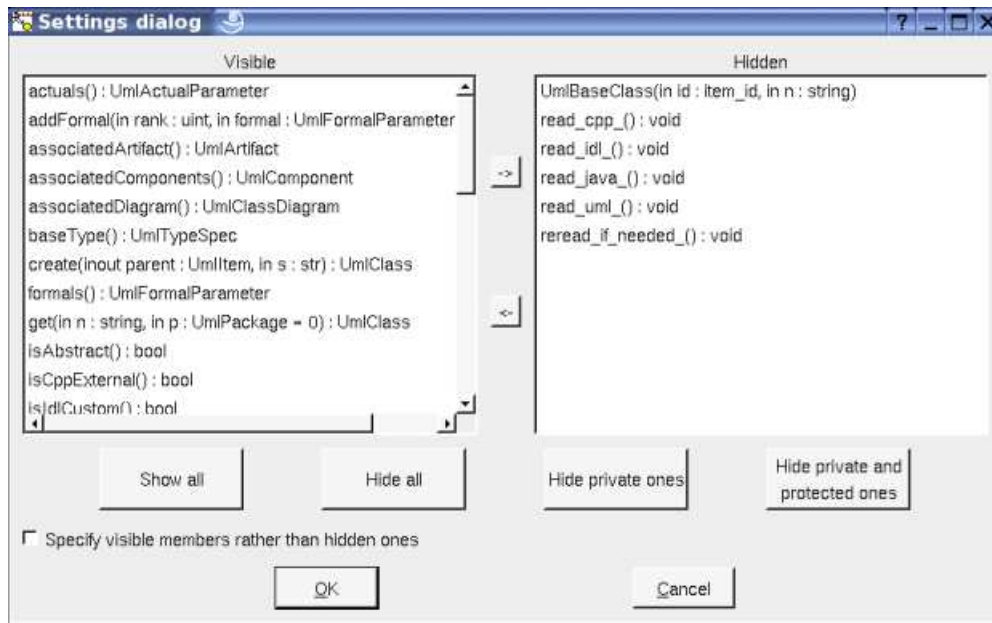 Settings dialog
Visible
Hidden
actuals() : UmlActualParameter
addFormal(in rank : uint, in formal : UmlFormalParameter
associatedArtifact() : UmlArtifact
associatedComponents() : UmlComponent
associatedDiagram() : UmlClassDiagram
baseType() : UmlTypeSpec
create(inout parent : UmlItem, in s : str) : UmlClass
formals() : UmlFormalParameter
get(in n : string, in p : UmlPackage = 0) : UmlClass
isAbstract() : bool
isCppExternal() : bool
isIdlCustom() : bool
->
<-
UmlBaseClass(in id : item_id, in n : string)
read_cpp_() : void
read_idl_() : void
read_java_() : void
read_uml_() : void
reread_if_needed_() : void
Show all
Hide all
Hide private ones
Hide private and
protected ones
Specify visible members rather than hidden ones
OK
Cancel